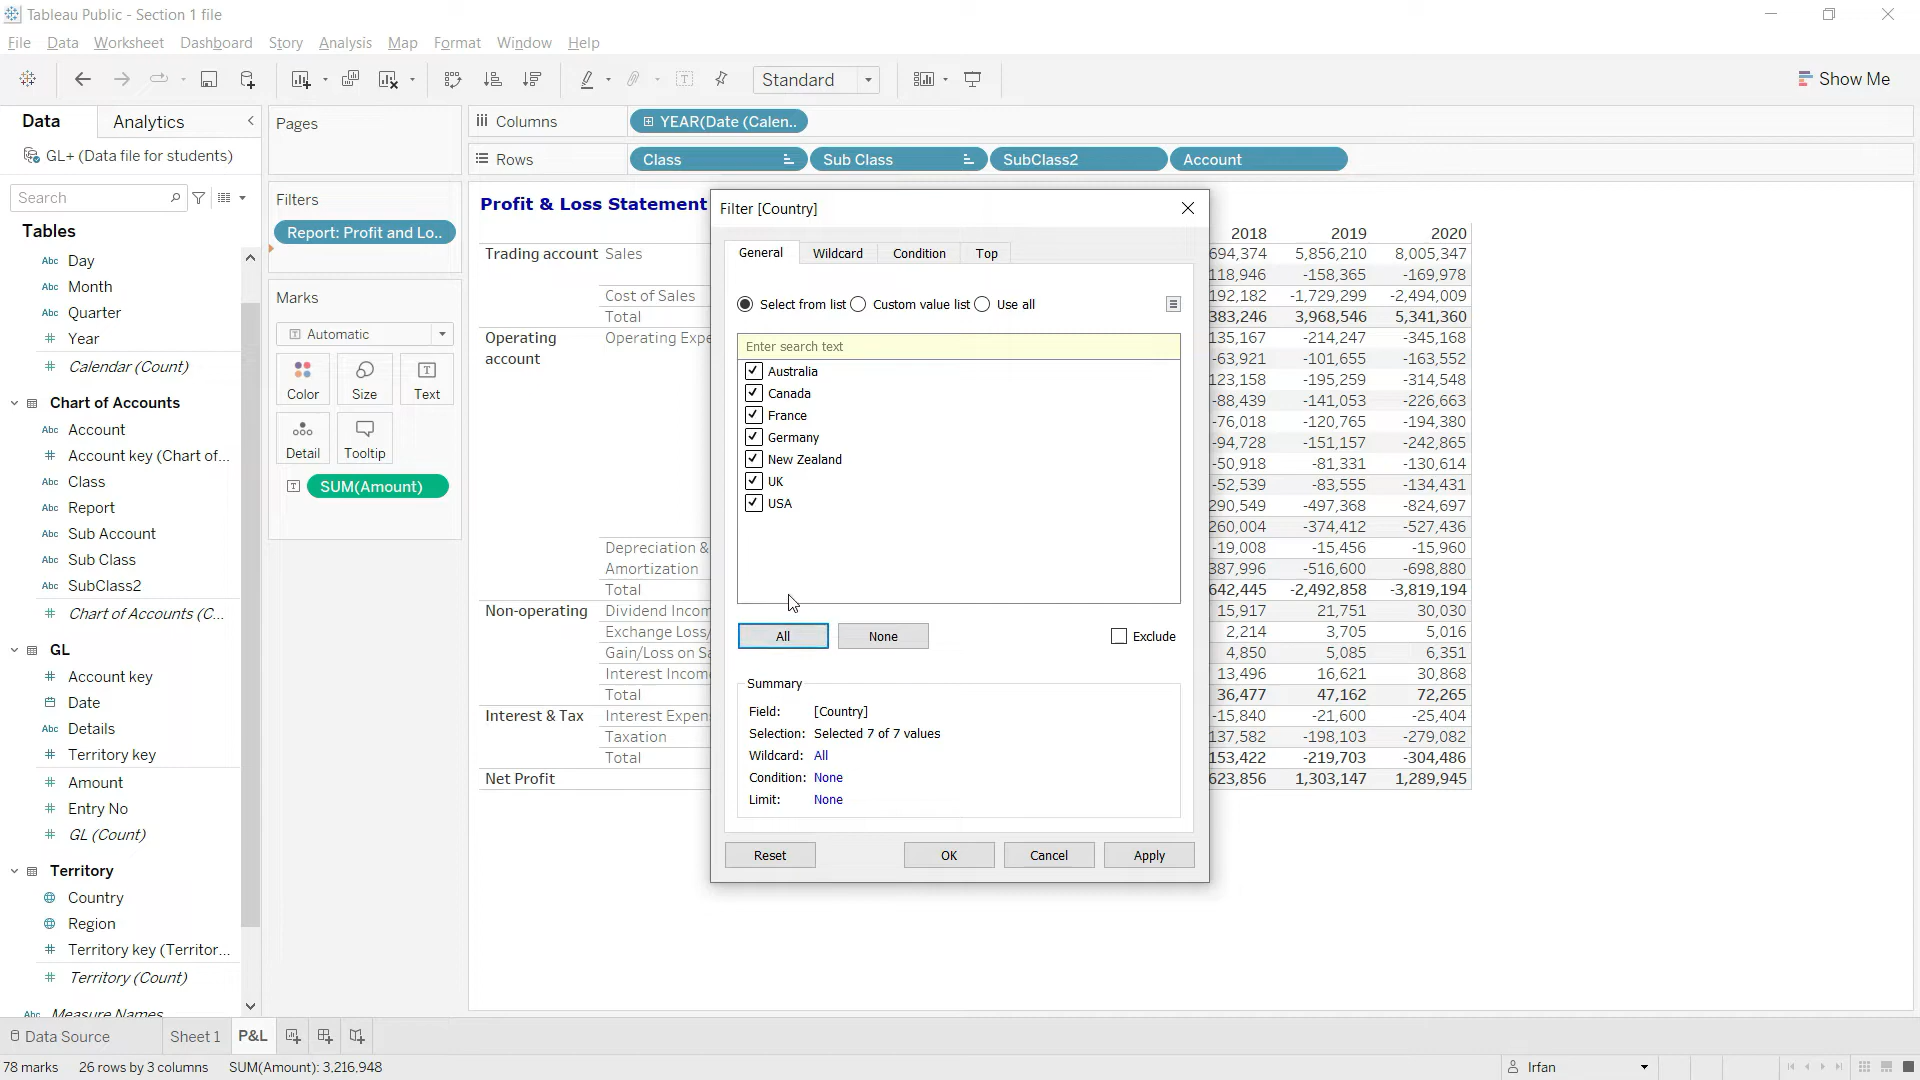 Tableau Public - Section 1 file
File Data Worksheet Dashboard Story Analysis Map Format Window Help
Standard
Show Me
Data Analytics
GL+ (Data file for students)
Search
Tables
Abc Day
Abc Month
Abc Quarter
# Year
# Calendar (Count)
Chart of Accounts
Abc Account
# Account key (Chart of...
Abc Class
Abc Report
Abc Sub Account
Abc Sub Class
Abc SubClass2
# Chart of Accounts (C...
GL
# Account key
Date
Abc Details
# Territory key
# Amount
# Entry No
# GL (Count)
Territory
Country
Region
# Territory key (Territor...
# Territory (Count)
Abc Measure Names
Pages
Filters
Report: Profit and Lo..
Marks
Automatic
Color Size Text
Detail Tooltip
SUM(Amount)
Columns YEAR(Date (Calen..
Rows Class Sub Class SubClass2 Account
Profit & Loss Statement
2018 2019 2020
Trading account Sales 694,374 5,856,210 8,005,347
118,946 -158,365 -169,978
Cost of Sales 192,182 -1,729,299 -2,494,009
Total 383,246 3,968,546 5,341,360
Operating account Operating Expe 135,167 -214,247 -345,168
-63,921 -101,655 -163,552
123,158 -195,259 -314,548
-88,439 -141,053 -226,663
-76,018 -120,765 -194,380
-94,728 -151,157 -242,865
-50,918 -81,331 -130,614
-52,539 -83,555 -134,431
290,549 -497,368 -824,697
260,004 -374,412 -527,436
Depreciation & -19,008 -15,456 -15,960
Amortization 387,996 -516,600 -698,880
Total 642,445 -2,492,858 -3,819,194
Non-operating Dividend Incom 15,917 21,751 30,030
Exchange Loss/ 2,214 3,705 5,016
Gain/Loss on Sa 4,850 5,085 6,351
Interest Incom 13,496 16,621 30,868
Total 36,477 47,162 72,265
Interest & Tax Interest Expen -15,840 -21,600 -25,404
Taxation 137,582 -198,103 -279,082
Total 153,422 -219,703 -304,486
Net Profit 623,856 1,303,147 1,289,945
Filter [Country]
General Wildcard Condition Top
Select from list Custom value list Use all
Enter search text
Australia
Canada
France
Germany
New Zealand
UK
USA
All None Exclude
Summary
Field: [Country]
Selection: Selected 7 of 7 values
Wildcard: All
Condition: None
Limit: None
Reset OK Cancel Apply
Data Source Sheet 1 P&L
78 marks 26 rows by 3 columns SUM(Amount): 3,216,948
Irfan